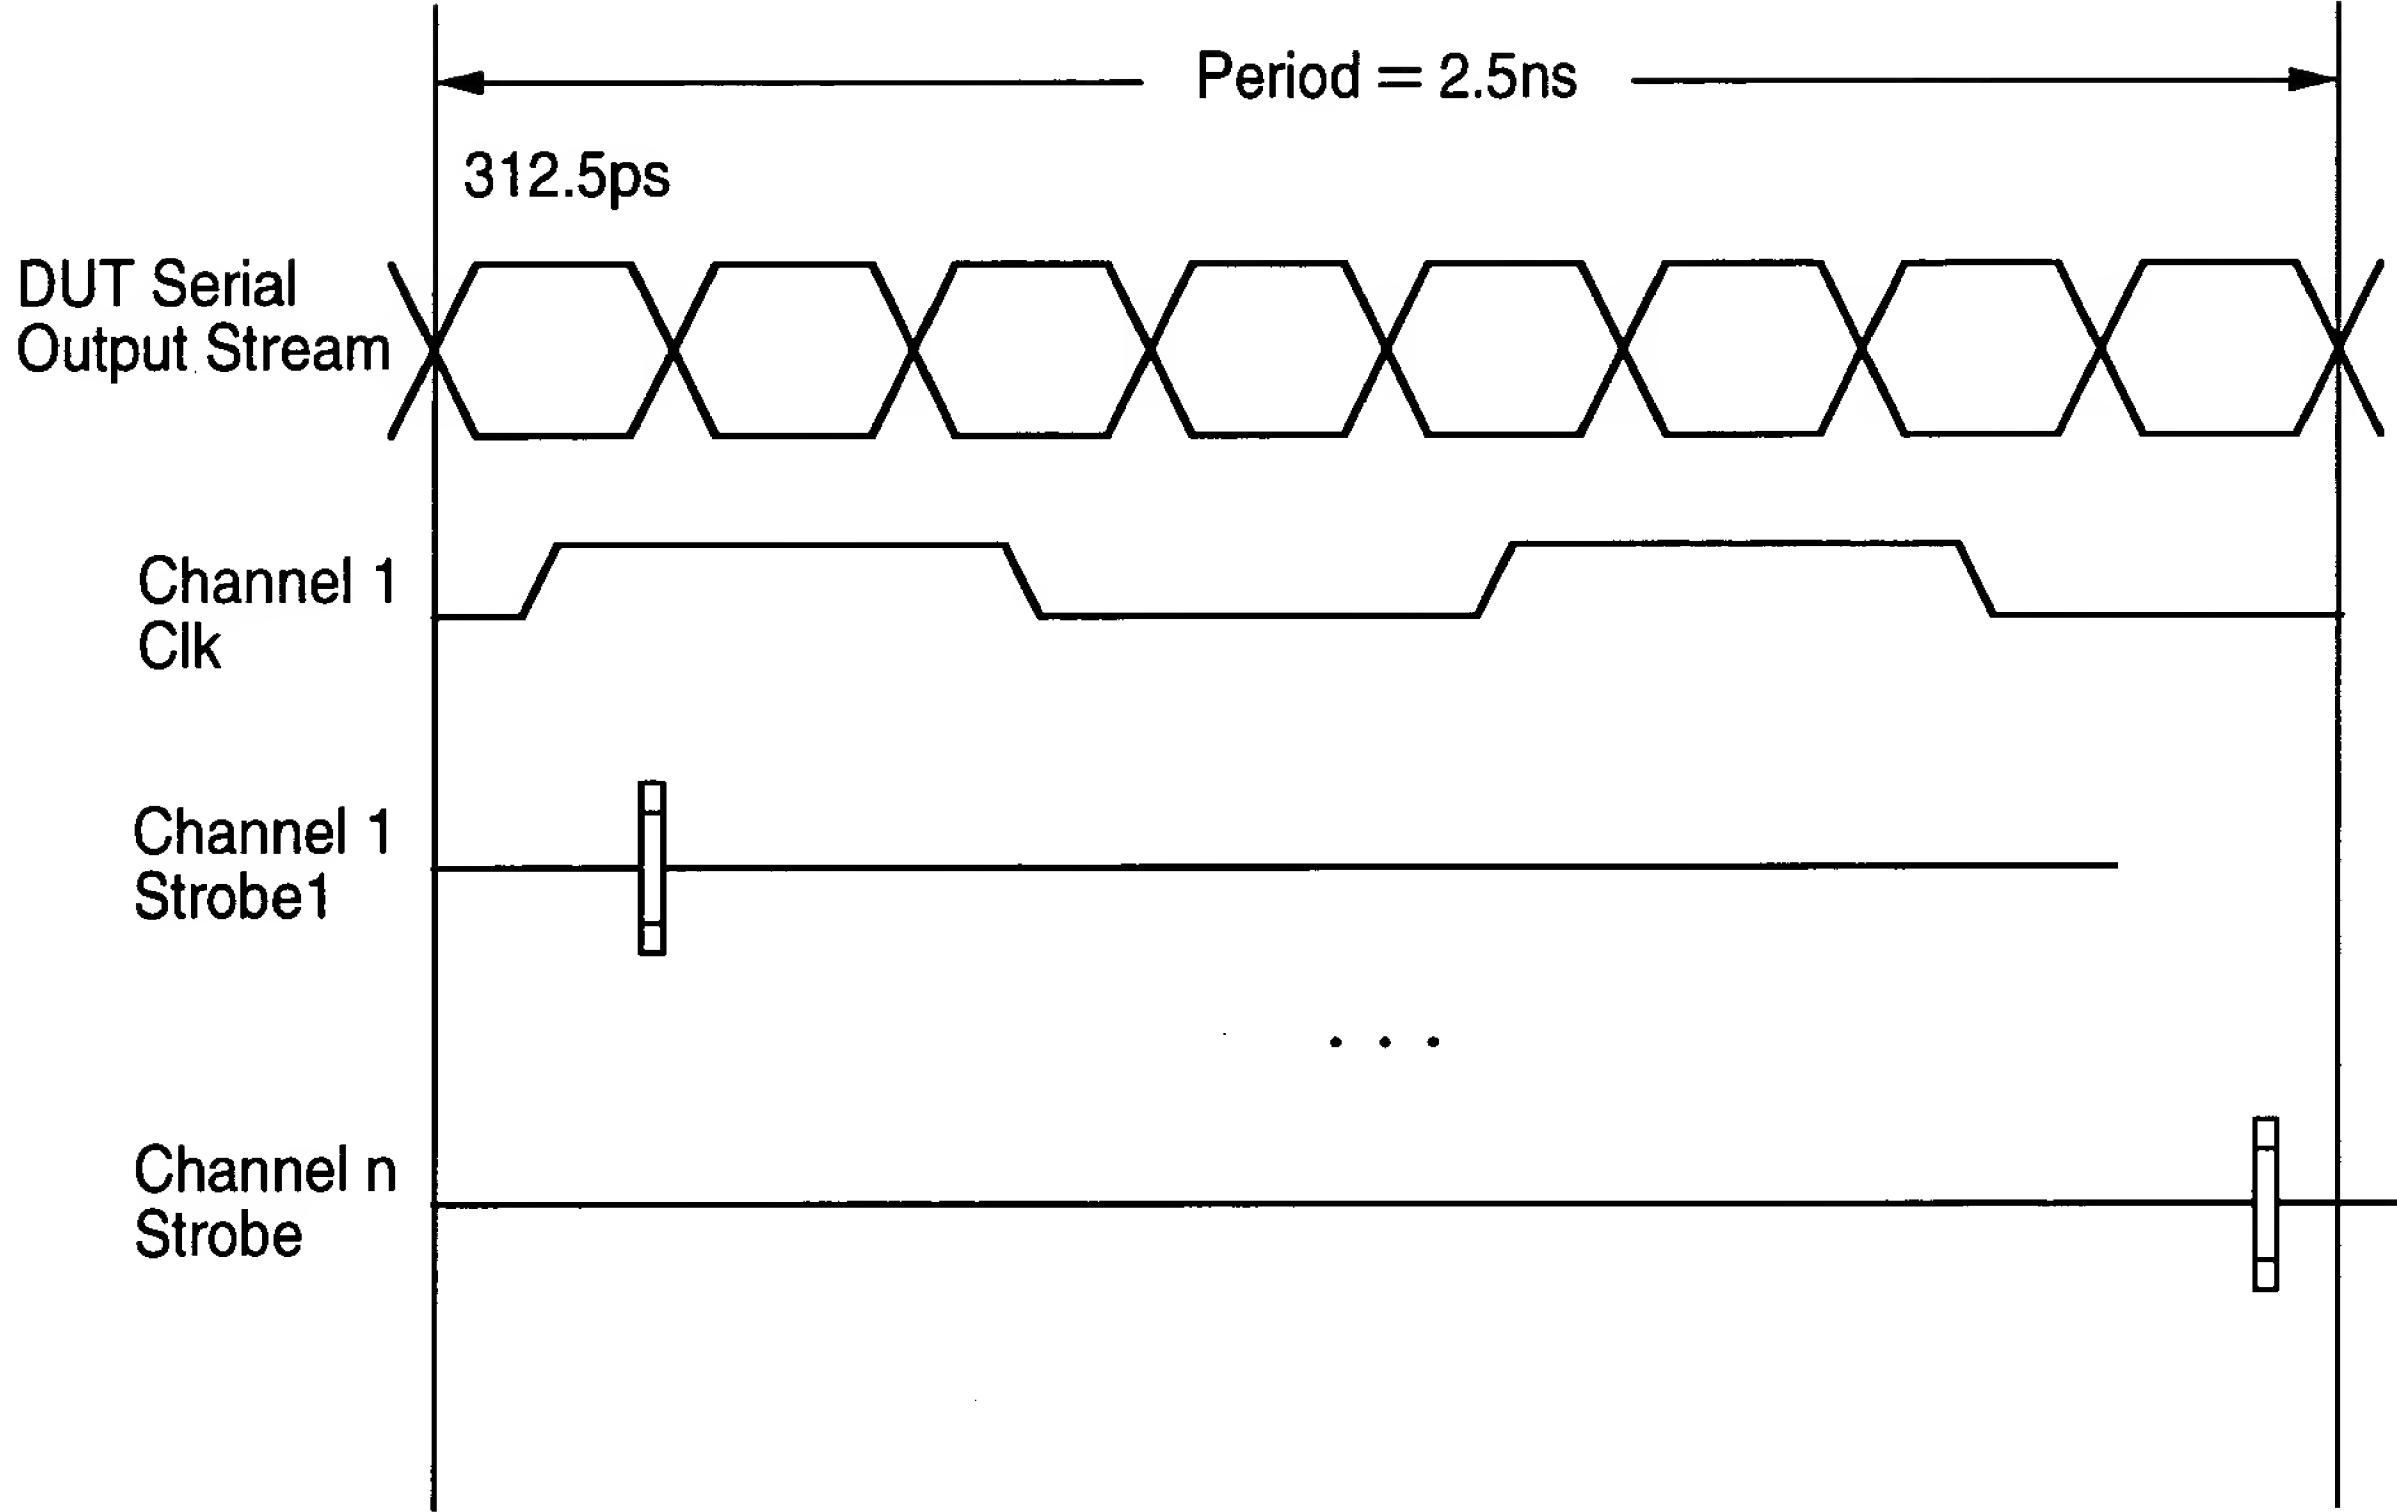 Period = 2.5ns
312.5ps
DUT Serial
Output Stream
Channel 1
Clk
Channel 1
Strobe1
. . .
Channel n
Strobe